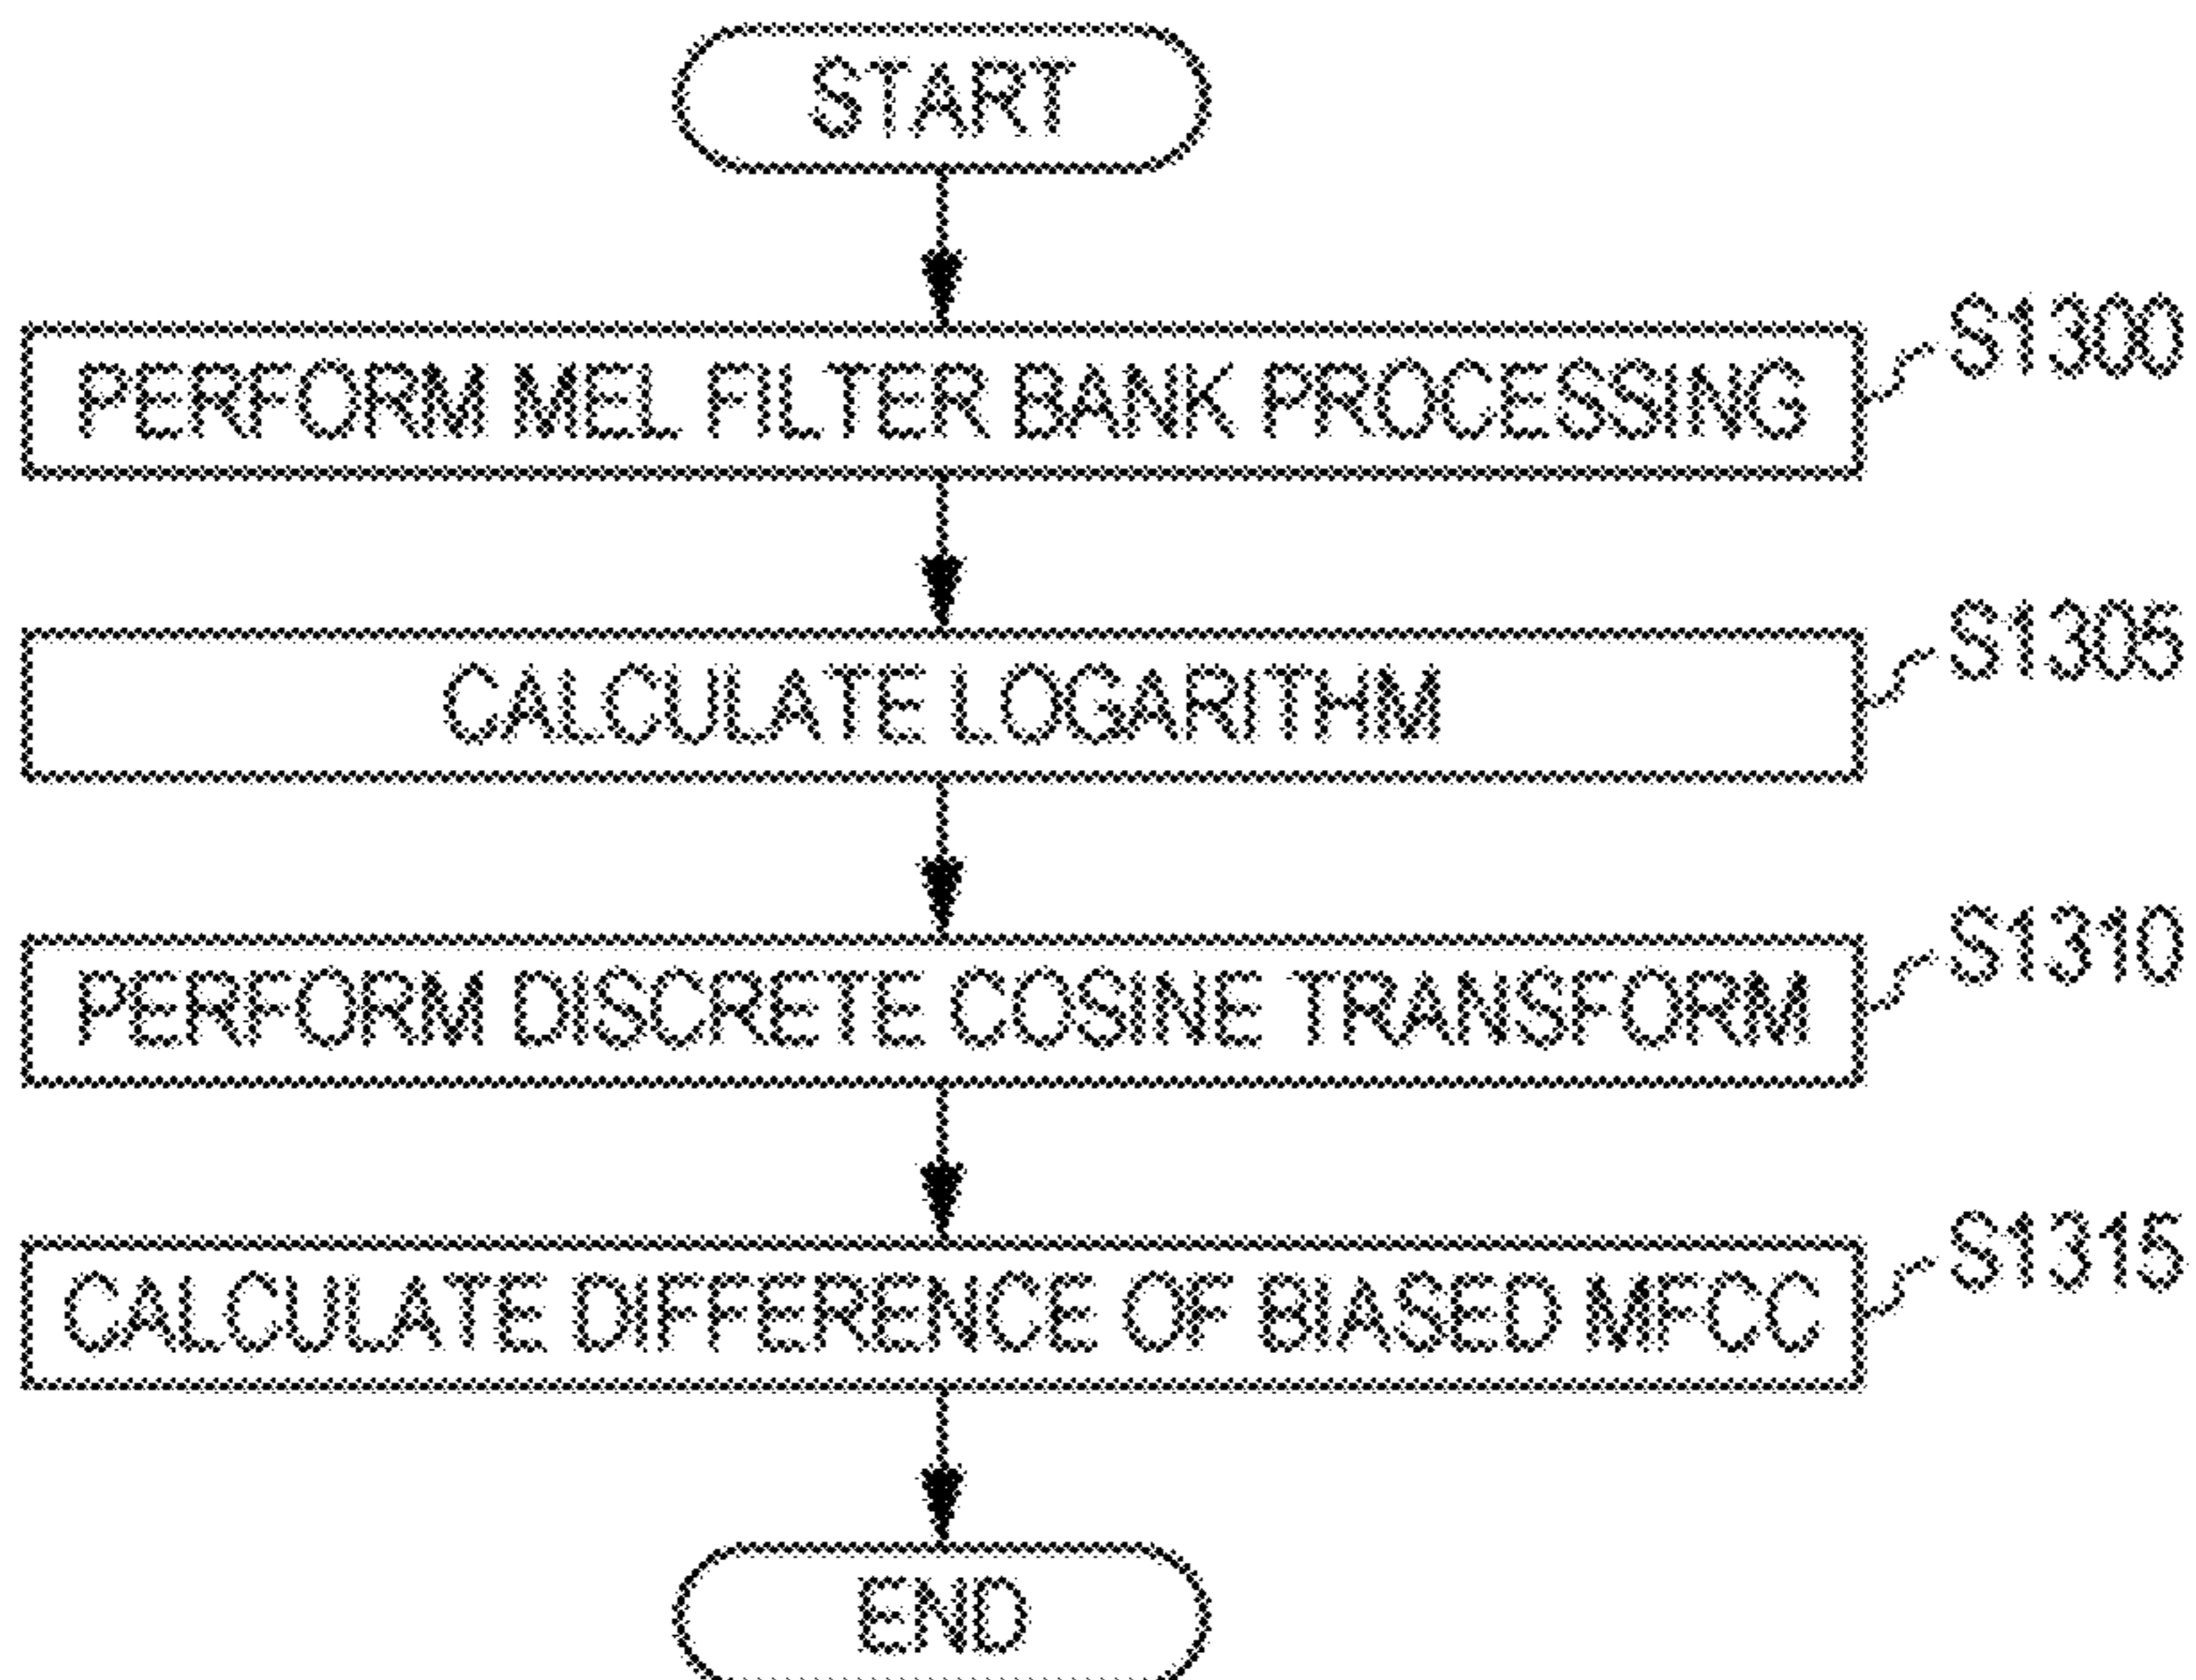 START
PERFORM MEL FILTER BANK PROCESSING
S1300
CALCULATE LOGARITHM
S1305
PERFORM DISCRETE COSINE TRANSFORM
S1310
CALCULATE DIFFERENCE OF BIASED MFCC
S1315
END